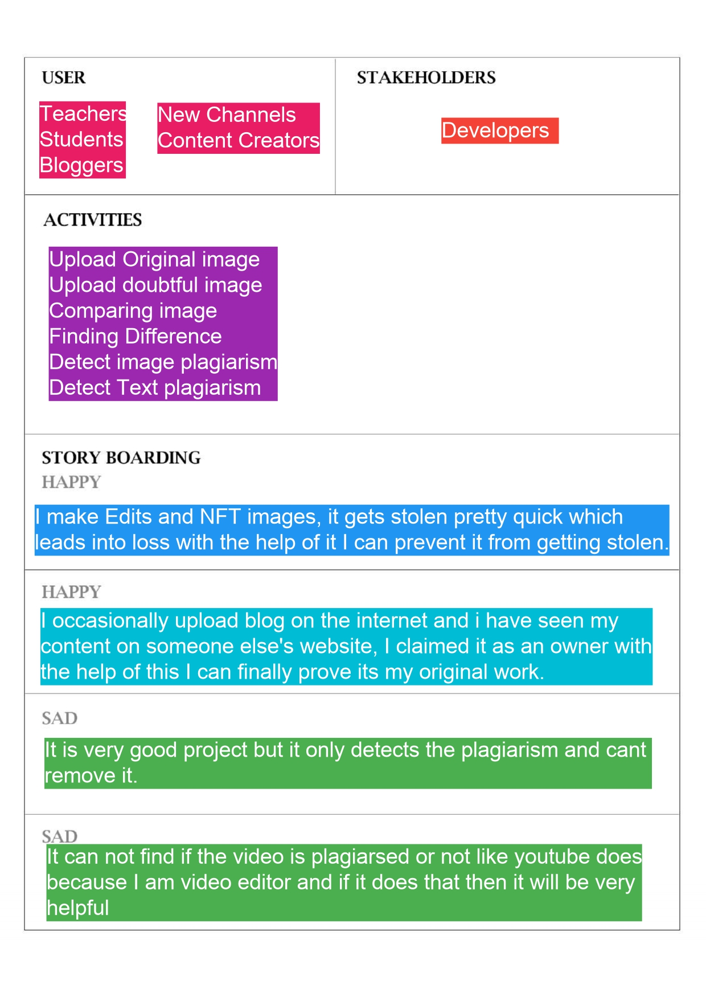 USER
Teachers
Students
Bloggers
New Channels
Content Creators
STAKEHOLDERS
Developers
ACTIVITIES
Upload Original image
Upload doubtful image
Comparing image
Finding Difference
Detect image plagiarism
Detect Text plagiarism
STORY BOARDING
HAPPY
I make Edits and NFT images, it gets stolen pretty quick which
leads into loss with the help of it I can prevent it from getting stolen.
HAPPY
I occasionally upload blog on the internet and i have seen my
content on someone else's website, I claimed it as an owner with
the help of this I can finally prove its my original work.
SAD
It is very good project but it only detects the plagiarism and cant
remove it.
SAD
It can not find if the video is plagiarsed or not like youtube does
because I am video editor and if it does that then it will be very
helpful